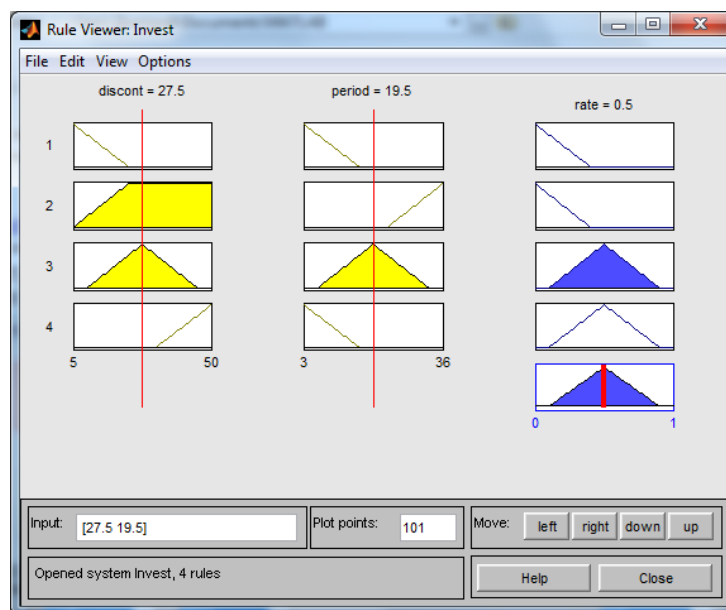 Rule Viewer: Invest
File Edit View Options
discont = 27.5
period = 19.5
rate = 0.5
1
2
3
4
5 50
3 36
0 1
Input: [27.5 19.5]
Plot points: 101
Move: left right down up
Opened system Invest, 4 rules
Help Close